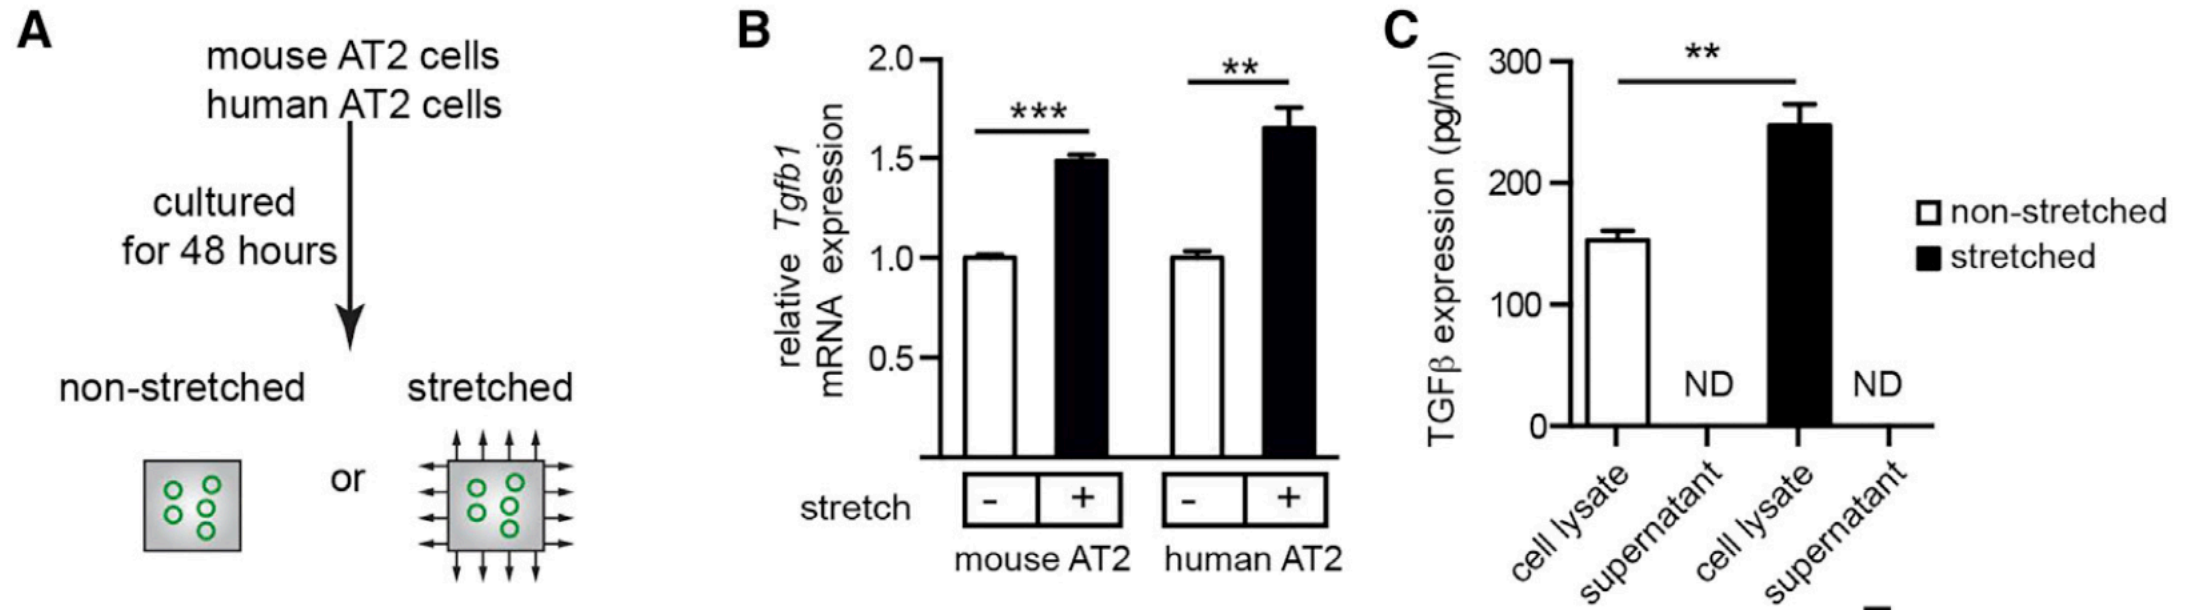 A
mouse AT2 cells
human AT2 cells
cultured
for 48 hours
non-stretched
or
stretched
B
relative Tgfb1
mRNA expression
2.0
1.5
1.0
0.5
***
**
stretch
-
+
-
+
mouse AT2
human AT2
C
TGFβ expression (pg/ml)
300
200
100
0
**
ND
ND
cell lysate
supernatant
cell lysate
supernatant
non-stretched
stretched